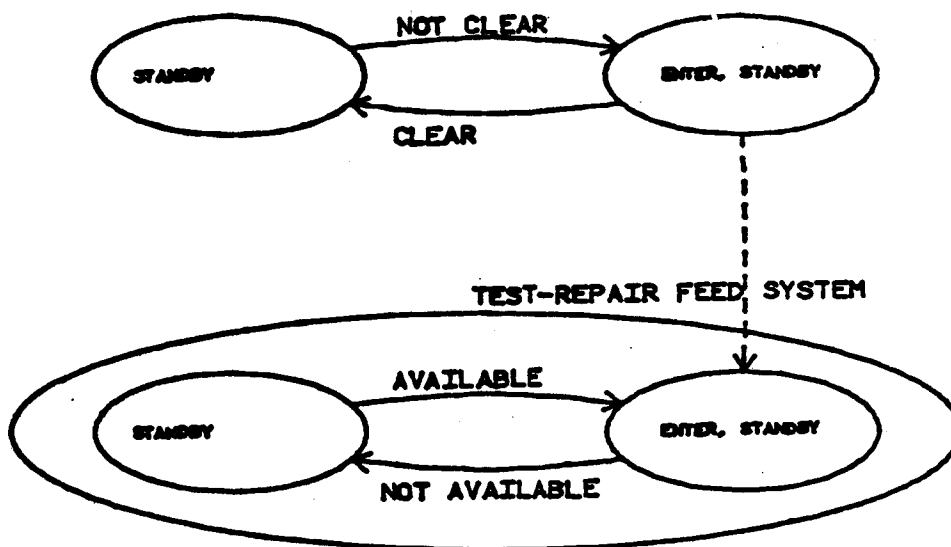 NOT CLEAR
STANDBY
ENTER, STANDBY
CLEAR
TEST-REPAIR FEED SYSTEM
AVAILABLE
STANDBY
ENTER, STANDBY
NOT AVAILABLE